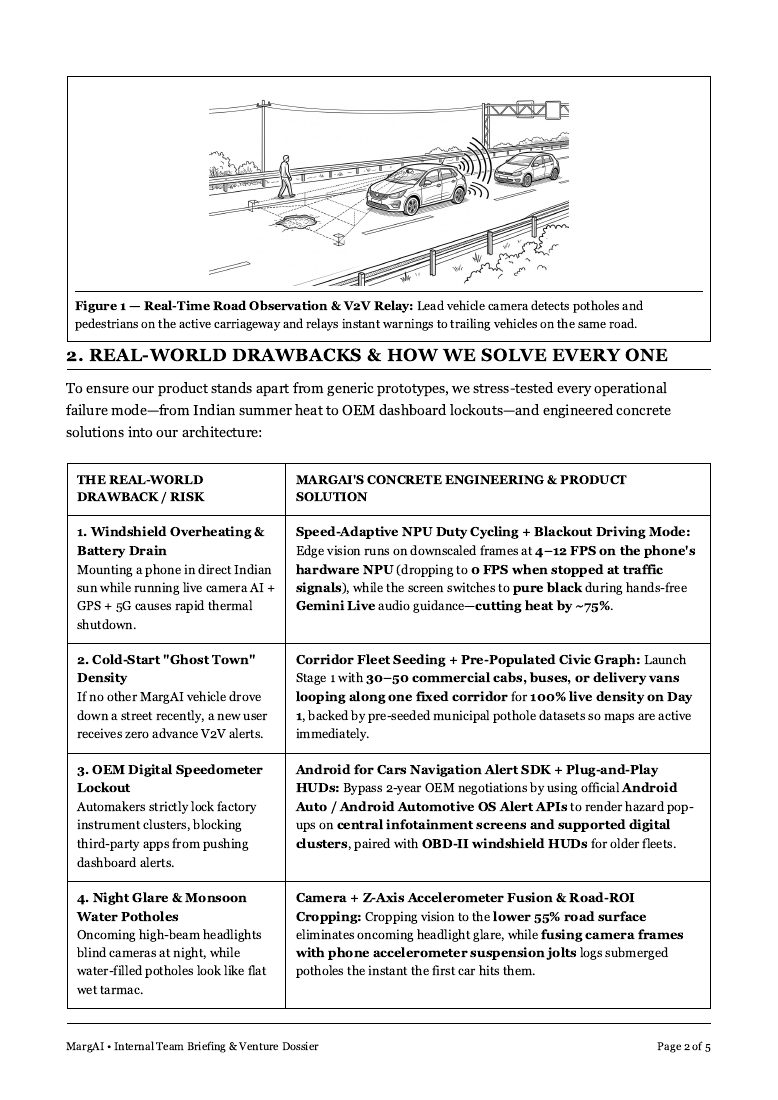 Figure 1 — Real-Time Road Observation & V2V Relay: Lead vehicle camera detects potholes and
pedestrians on the active carriageway and relays instant warnings to trailing vehicles on the same road.
2. REAL-WORLD DRAWBACKS & HOW WE SOLVE EVERY ONE
To ensure our product stands apart from generic prototypes, we stress-tested every operational
failure mode—from Indian summer heat to OEM dashboard lockouts—and engineered concrete
solutions into our architecture:
THE REAL-WORLD
DRAWBACK / RISK
MARGAI'S CONCRETE ENGINEERING & PRODUCT
SOLUTION
1. Windshield Overheating &
Battery Drain
Mounting a phone in direct Indian
sun while running live camera AI +
GPS + 5G causes rapid thermal
shutdown.
Speed-Adaptive NPU Duty Cycling + Blackout Driving Mode:
Edge vision runs on downscaled frames at 4–12 FPS on the phone's
hardware NPU (dropping to 0 FPS when stopped at traffic
signals), while the screen switches to pure black during hands-free
Gemini Live audio guidance—cutting heat by ~75%.
2. Cold-Start "Ghost Town"
Density
If no other MargAI vehicle drove
down a street recently, a new user
receives zero advance V2V alerts.
Corridor Fleet Seeding + Pre-Populated Civic Graph: Launch
Stage 1 with 30–50 commercial cabs, buses, or delivery vans
looping along one fixed corridor for 100% live density on Day
1, backed by pre-seeded municipal pothole datasets so maps are active
immediately.
3. OEM Digital Speedometer
Lockout
Automakers strictly lock factory
instrument clusters, blocking
third-party apps from pushing
dashboard alerts.
Android for Cars Navigation Alert SDK + Plug-and-Play
HUDs: Bypass 2-year OEM negotiations by using official Android
Auto / Android Automotive OS Alert APIs to render hazard pop-
ups on central infotainment screens and supported digital
clusters, paired with OBD-II windshield HUDs for older fleets.
4. Night Glare & Monsoon
Water Potholes
Oncoming high-beam headlights
blind cameras at night, while
water-filled potholes look like flat
wet tarmac.
Camera + Z-Axis Accelerometer Fusion & Road-ROI
Cropping: Cropping vision to the lower 55% road surface
eliminates oncoming headlight glare, while fusing camera frames
with phone accelerometer suspension jolts logs submerged
potholes the instant the first car hits them.
MargAI • Internal Team Briefing & Venture Dossier
Page 2 of 5